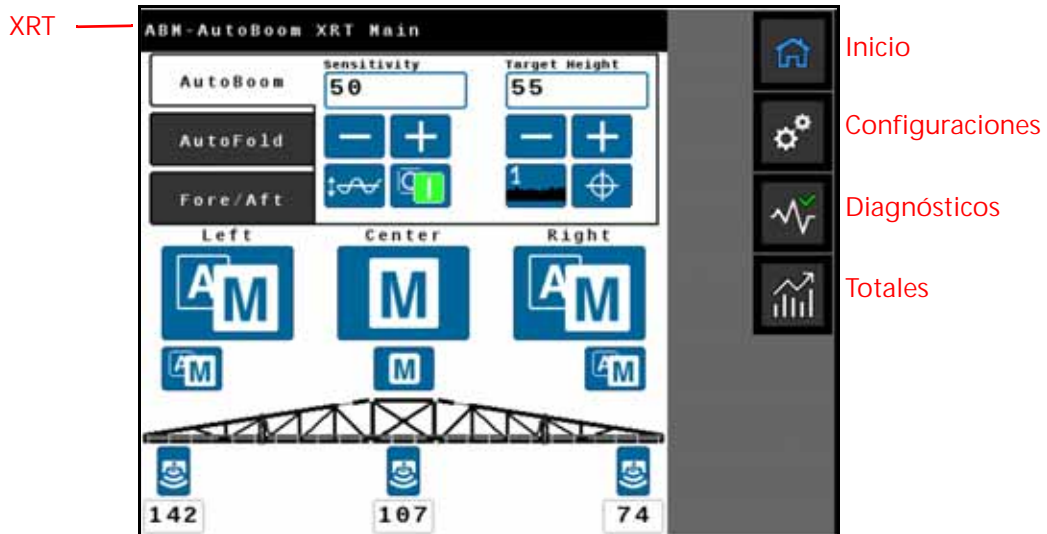 XRT
ABM-AutoBoom XRT Main
Inicio
Sensitivity
Target Height
AutoBoom
50
55
Configuraciones
AutoFold
1
Fore/Aft
Diagnósticos
Left
Center
Right
A M
M
A M
Totales
A M
M
A M
142
107
74